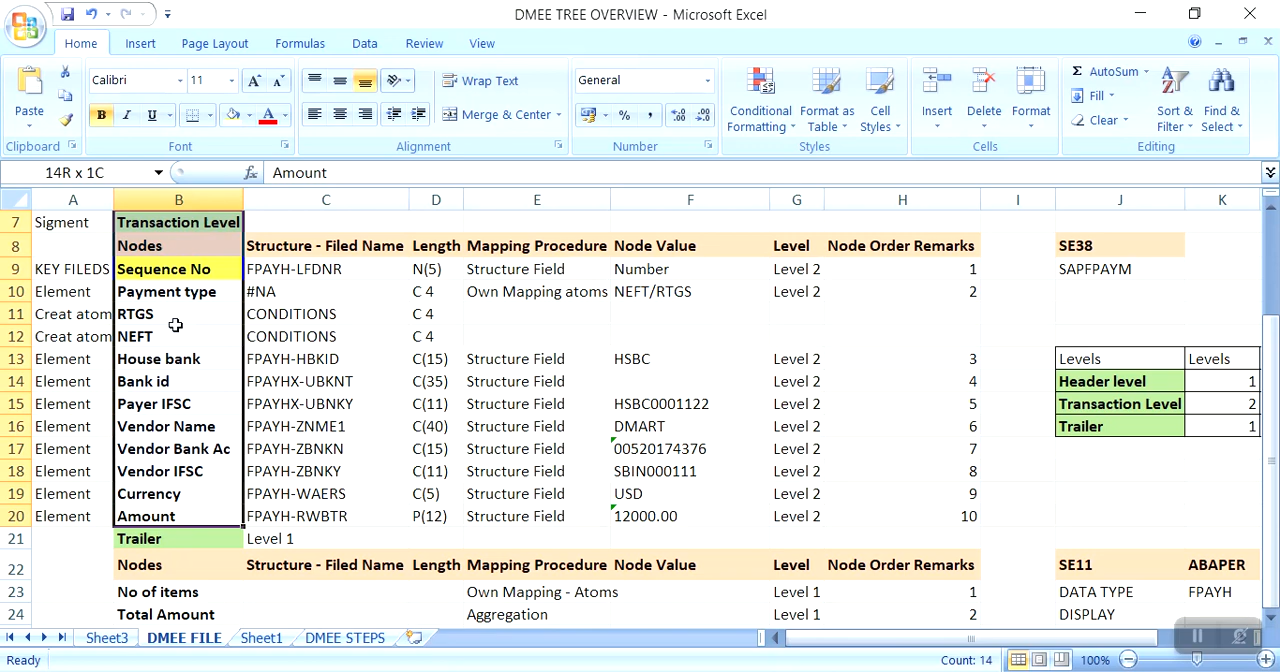 DMEE TREE OVERVIEW - Microsoft Excel
Home Insert Page Layout Formulas Data Review View
Calibri 11 Wrap Text General Σ AutoSum
Paste Merge & Center Conditional Formatting Format as Table Cell Styles Insert Delete Format Fill Sort & Filter Find & Select
B I U A % , Clear
Clipboard Font Alignment Number Styles Cells Editing
14R x 1C fx Amount
A B C D E F G H I J K
7 Sigment Transaction Level
8 Nodes Structure - Filed Name Length Mapping Procedure Node Value Level Node Order Remarks SE38
9 KEY FILEDS Sequence No FPAYH-LFDNR N(5) Structure Field Number Level 2 1 SAPFPAYM
10 Element Payment type #NA C 4 Own Mapping atoms NEFT/RTGS Level 2 2
11 Creat atom RTGS CONDITIONS C 4
12 Creat atom NEFT CONDITIONS C 4
13 Element House bank FPAYH-HBKID C(15) Structure Field HSBC Level 2 3 Levels Levels
14 Element Bank id FPAYHX-UBKNT C(35) Structure Field Level 2 4 Header level 1
15 Element Payer IFSC FPAYHX-UBNKY C(11) Structure Field HSBC0001122 Level 2 5 Transaction Level 2
16 Element Vendor Name FPAYH-ZNME1 C(40) Structure Field DMART Level 2 6 Trailer 1
17 Element Vendor Bank Ac FPAYH-ZBNKN C(15) Structure Field 00520174376 Level 2 7
18 Element Vendor IFSC FPAYH-ZBNKY C(11) Structure Field SBIN000111 Level 2 8
19 Element Currency FPAYH-WAERS C(5) Structure Field USD Level 2 9
20 Element Amount FPAYH-RWBTR P(12) Structure Field 12000.00 Level 2 10
21 Trailer Level 1
22 Nodes Structure - Filed Name Length Mapping Procedure Node Value Level Node Order Remarks SE11 ABAPER
23 No of items Own Mapping - Atoms Level 1 1 DATA TYPE FPAYH
24 Total Amount Aggregation Level 1 2 DISPLAY
Sheet3 DMEE FILE Sheet1 DMEE STEPS
Ready Count: 14 100%